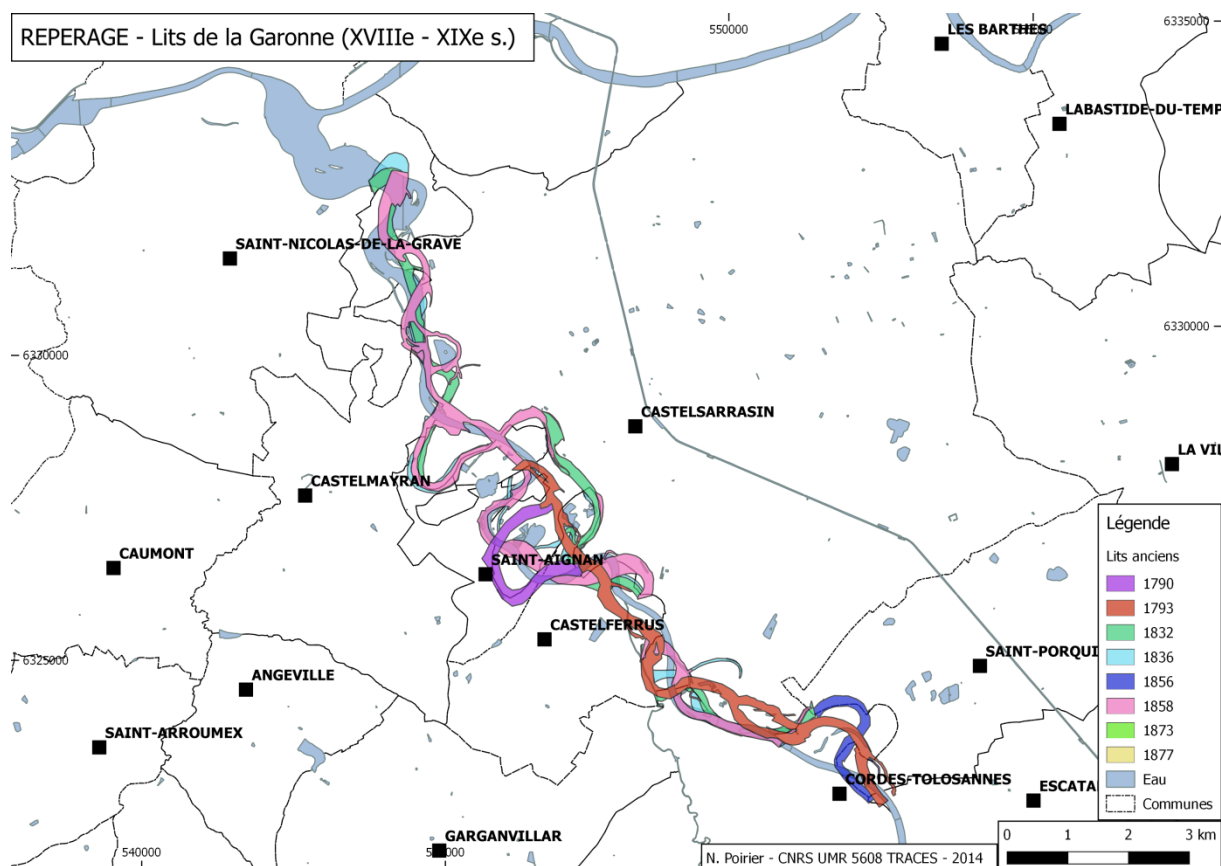 REPERAGE - Lits de la Garonne (XVIIIe - XIXe s.)
550000
6335000
LES BARTHES
LABASTIDE-DU-TEMP
SAINT-NICOLAS-DE-LA-GRAVE
6330000
6330000
CASTELSARRASIN
LA VIL
CASTELMAYRAN
CAUMONT
SAINT-AIGNAN
CASTELFERRUS
6325000
SAINT-PORQUI
ANGEVILLE
SAINT-ARROUMEX
CORDES-TOLOSANNES
ESCATA
GARGANVILLAR
540000
Légende
Lits anciens
1790
1793
1832
1836
1856
1858
1873
1877
Eau
Communes
0 1 2 3 km
N. Poirier - CNRS UMR 5608 TRACES - 2014